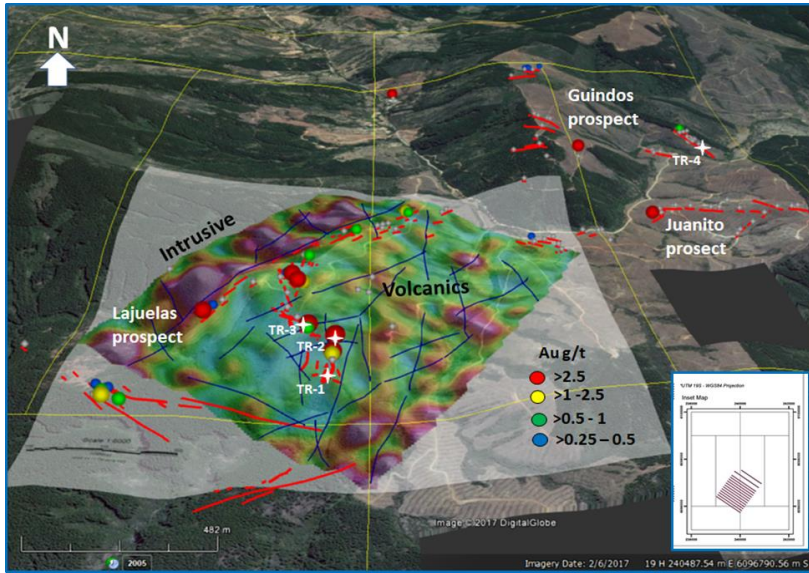 N
Guindos
prospect
TR-4
Juanito
prosect
Intrusive
Volcanics
Lajuelas
prospect
TR-3
TR-2
TR-1
Au g/t
>2.5
>1 -2.5
>0.5 - 1
>0.25 – 0.5
Inset Map
482 m
Image © 2017 DigitalGlobe
2005
Imagery Date: 2/6/2017 19 H 240487.54 m E 6096790.56 m S